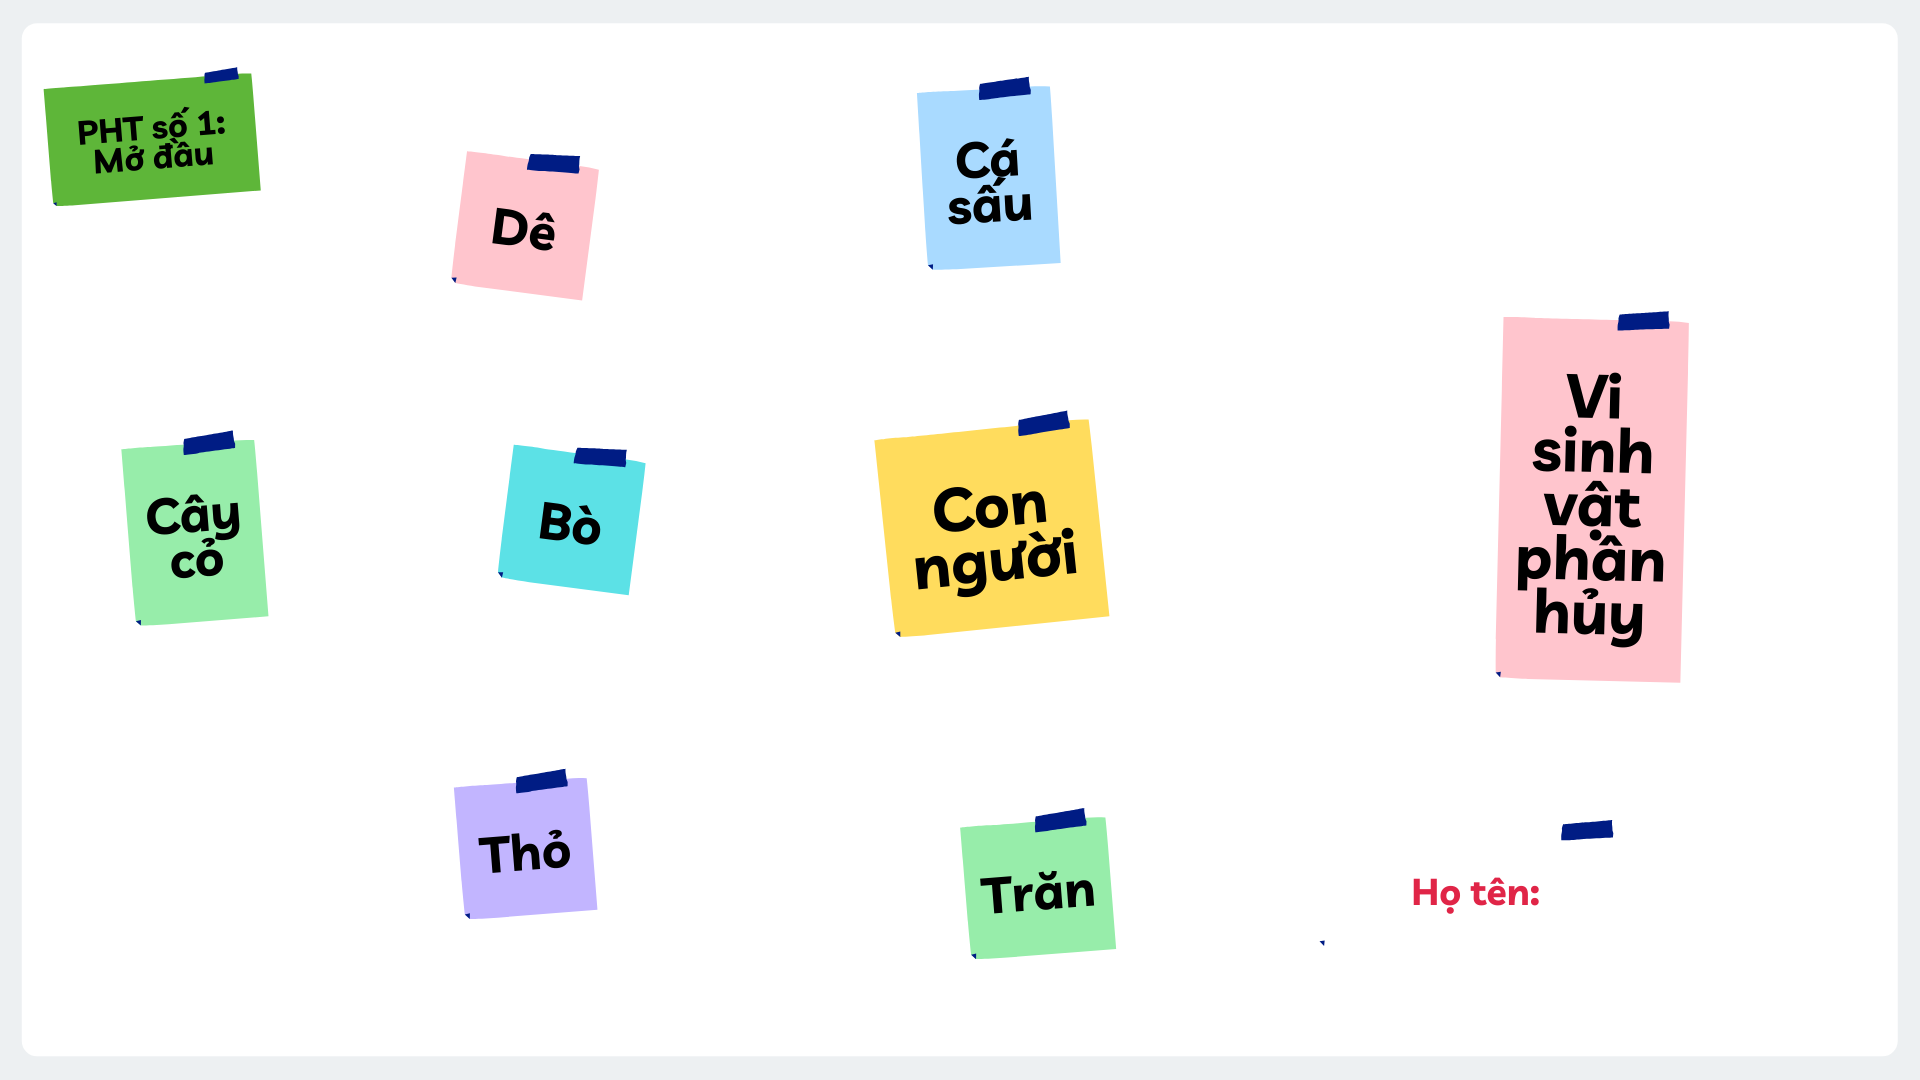 PHT số 1:
Mở đầu
Dê
Cá
sấu
Cây
cỏ
Bò
Con
người
Vi
sinh
vật
phân
hủy
Thỏ
Trăn
Họ tên: